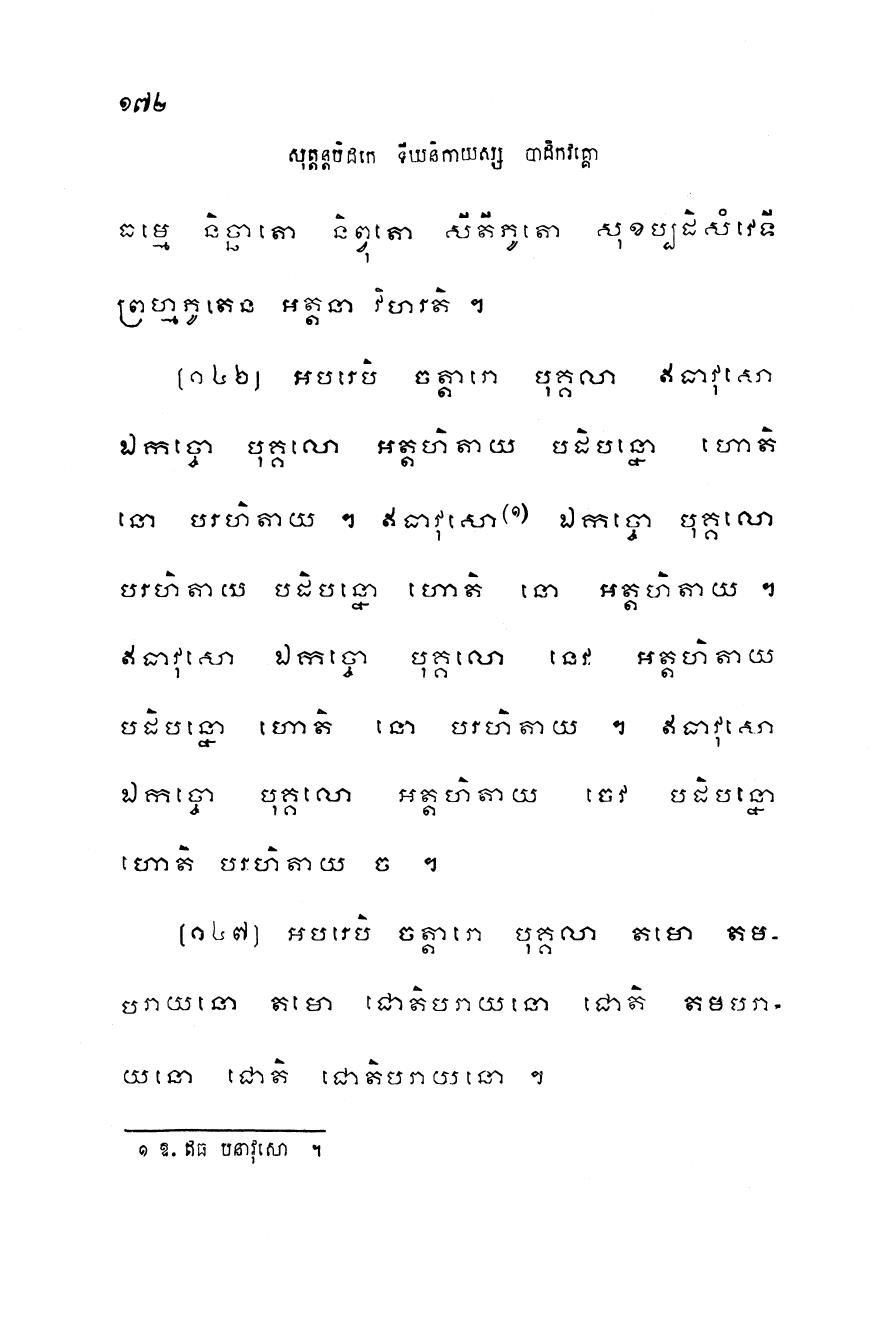 ១៧២
សុត្តន្តបិដកេ ទីឃនិកាយស្ស បាដិកវគ្គោ
ធម្មេ និច្ឆាតោ និព្វុតោ សីតីភូតោ សុខប្បដិសំវេទី
ព្រហ្មភូតេន អត្តនា វិហរតិ ។
(១៤៦) អបរេបិ ចត្តារោ បុគ្គលា ឥធាវុសោ
ឯកច្ចោ បុគ្គលោ អត្តហិតាយ បដិបន្នោ ហោតិ
នោ បរហិតាយ ។ ឥធាវុសោ(១) ឯកច្ចោ បុគ្គលោ
បរហិតាយ បដិបន្នោ ហោតិ នោ អត្តហិតាយ ។
ឥធាវុសោ ឯកច្ចោ បុគ្គលោ នេវ អត្តហិតាយ
បដិបន្នោ ហោតិ នោ បរហិតាយ ។ ឥធាវុសោ
ឯកច្ចោ បុគ្គលោ អត្តហិតាយ ចេវ បដិបន្នោ
ហោតិ បរហិតាយ ច ។
(១៤៧) អបរេបិ ចត្តារោ បុគ្គលា តមោ តម-
បរាយនោ តមោ ជោតិបរាយនោ ជោតិ តមបរា-
យនោ ជោតិ ជោតិបរាយនោ ។
១ ឱ. ឥធ បនាវុសោ ។